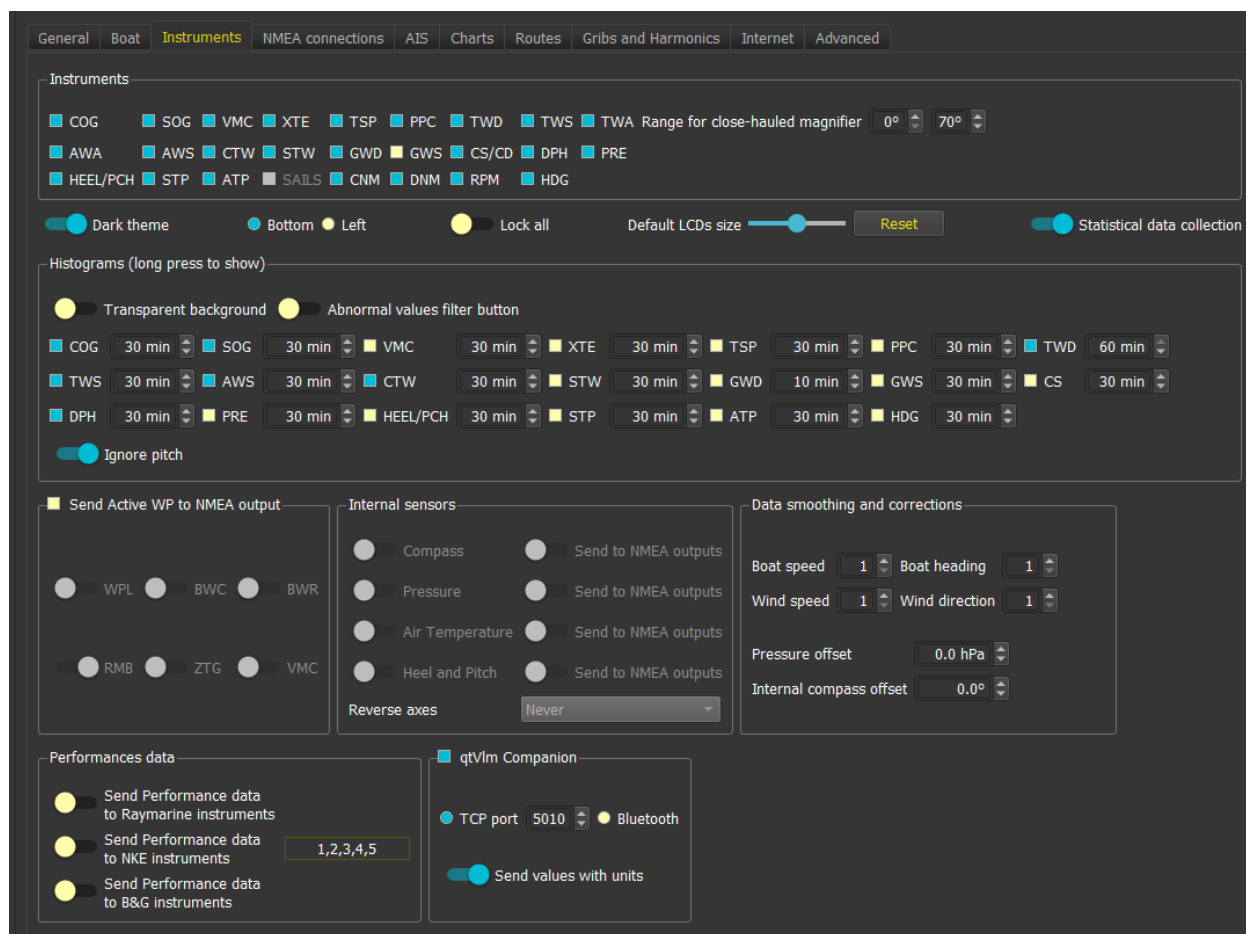 General Boat Instruments NMEA connections AIS Charts Routes Gribs and Harmonics Internet Advanced
Instruments
COG SOG VMC XTE TSP PPC TWD TWS TWA Range for close-hauled magnifier 0º 70º
AWA AWS CTW STW GWD GWS CS/CD DPH PRE
HEEL/PCH STP ATP SAILS CNM DNM RPM HDG
Dark theme Bottom Left Lock all Default LCDs size Reset Statistical data collection
Histograms (long press to show)
Transparent background Abnormal values filter button
COG 30 min SOG 30 min VMC 30 min XTE 30 min TSP 30 min PPC 30 min TWD 60 min
TWS 30 min AWS 30 min CTW 30 min STW 30 min GWD 10 min GWS 30 min CS 30 min
DPH 30 min PRE 30 min HEEL/PCH 30 min STP 30 min ATP 30 min HDG 30 min
Ignore pitch
Send Active WP to NMEA output
WPL BWC BWR
RMB ZTG VMC
Internal sensors
Compass Send to NMEA outputs
Pressure Send to NMEA outputs
Air Temperature Send to NMEA outputs
Heel and Pitch Send to NMEA outputs
Reverse axes Never
Data smoothing and corrections
Boat speed 1 Boat heading 1
Wind speed 1 Wind direction 1
Pressure offset 0.0 hPa
Internal compass offset 0.0º
Performances data
Send Performance data
to Raymarine instruments
Send Performance data
to NKE instruments 1,2,3,4,5
Send Performance data
to B&G instruments
qtVlm Companion
TCP port 5010 Bluetooth
Send values with units